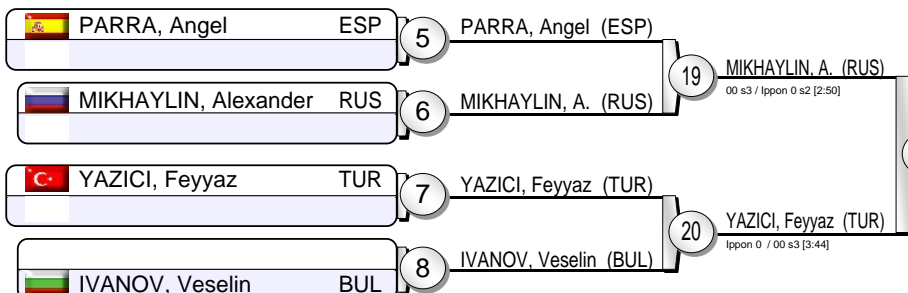 PARRA, Angel ESP
5
PARRA, Angel (ESP)
19
MIKHAYLIN, A. (RUS)
00 s3 / Ippon 0 s2 [2:50]
MIKHAYLIN, Alexander RUS
6
MIKHAYLIN, A. (RUS)
YAZICI, Feyyaz TUR
7
YAZICI, Feyyaz (TUR)
20
YAZICI, Feyyaz (TUR)
Ippon 0 / 00 s3 [3:44]
IVANOV, Veselin BUL
8
IVANOV, Veselin (BUL)